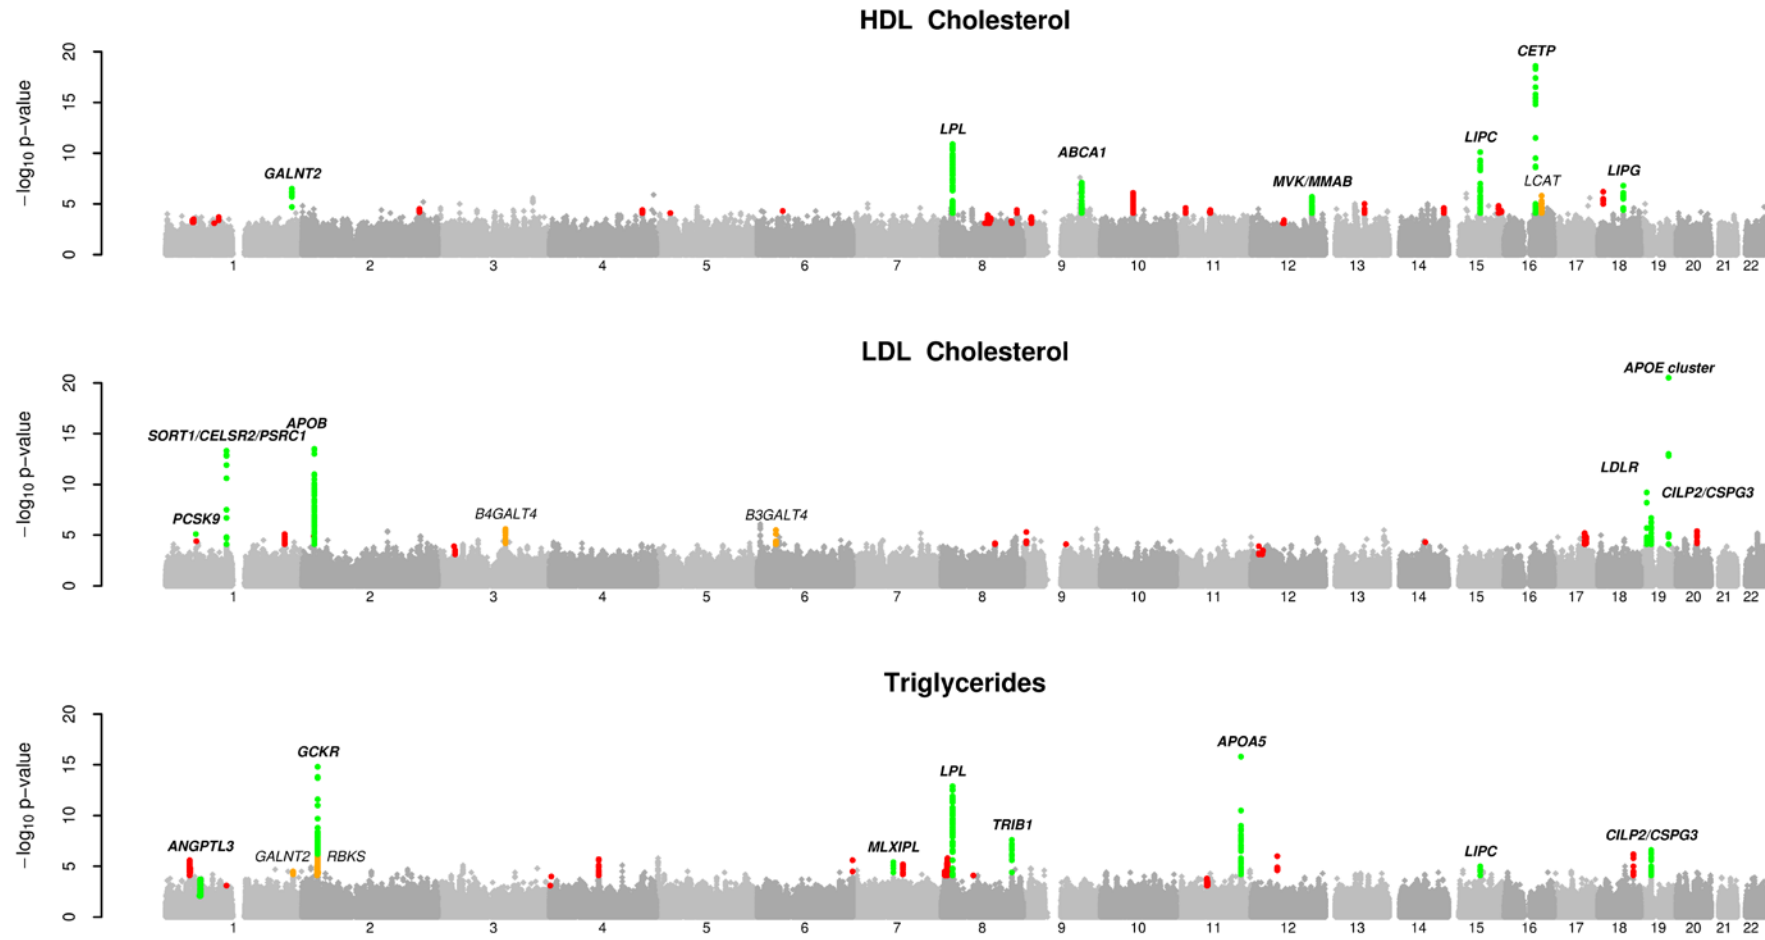 HDL Cholesterol
−log10 p−value
0 5 10 15 20
GALNT2
LPL
ABCA1
MVK/MMAB
LIPC
CETP
LCAT
LIPG
1 2 3 4 5 6 7 8 9 10 11 12 13 14 15 16 17 18 19 20 21 22
LDL Cholesterol
−log10 p−value
0 5 10 15 20
SORT1/CELSR2/PSRC1
APOB
PCSK9
B4GALT4
B3GALT4
APOE cluster
LDLR
CILP2/CSPG3
1 2 3 4 5 6 7 8 9 10 11 12 13 14 15 16 17 18 19 20 21 22
Triglycerides
−log10 p−value
0 5 10 15 20
ANGPTL3
GALNT2
GCKR
RBKS
MLXIPL
LPL
TRIB1
APOA5
LIPC
CILP2/CSPG3
1 2 3 4 5 6 7 8 9 10 11 12 13 14 15 16 17 18 19 20 21 22